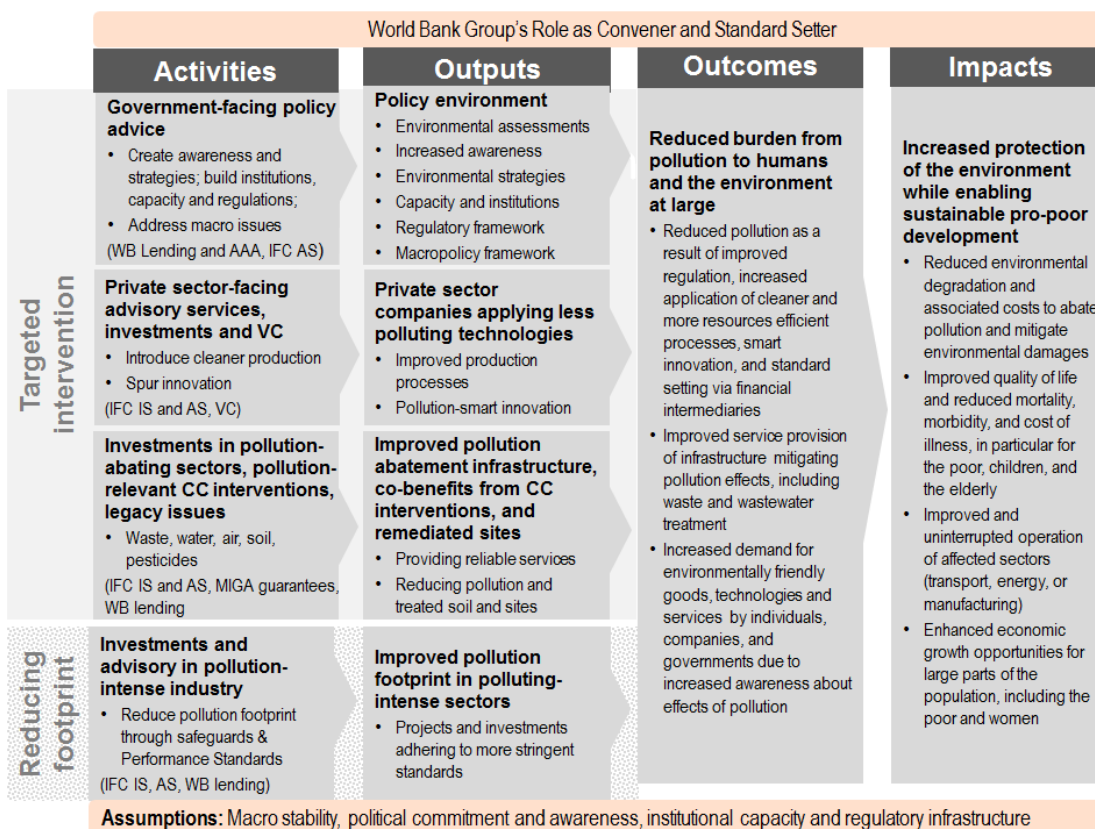 World Bank Group's Role as Convener and Standard Setter
Activities
Outputs
Outcomes
Impacts
Targeted
intervention
Government-facing policy
advice
• Create awareness and
strategies; build institutions,
capacity and regulations;
• Address macro issues
(WB Lending and AAA, IFC AS)
Policy environment
• Environmental assessments
• Increased awareness
• Environmental strategies
• Capacity and institutions
• Regulatory framework
• Macropolicy framework
Private sector-facing
advisory services,
investments and VC
• Introduce cleaner production
• Spur innovation
(IFC IS and AS, VC)
Private sector
companies applying less
polluting technologies
• Improved production
processes
• Pollution-smart innovation
Investments in pollution-
abating sectors, pollution-
relevant CC interventions,
legacy issues
• Waste, water, air, soil,
pesticides
(IFC IS and AS, MIGA guarantees,
WB lending
Improved pollution
abatement infrastructure,
co-benefits from CC
interventions, and
remediated sites
• Providing reliable services
• Reducing pollution and
treated soil and sites
Reducing
footprint
Investments and
advisory in pollution-
intense industry
• Reduce pollution footprint
through safeguards &
Performance Standards
(IFC IS, AS, WB lending)
Improved pollution
footprint in polluting-
intense sectors
• Projects and investments
adhering to more stringent
standards
Reduced burden from
pollution to humans
and the environment
at large
• Reduced pollution as a
result of improved
regulation, increased
application of cleaner and
more resources efficient
processes, smart
innovation, and standard
setting via financial
intermediaries
• Improved service provision
of infrastructure mitigating
pollution effects, including
waste and wastewater
treatment
• Increased demand for
environmentally friendly
goods, technologies and
services by individuals,
companies, and
governments due to
increased awareness about
effects of pollution
Increased protection
of the environment
while enabling
sustainable pro-poor
development
• Reduced environmental
degradation and
associated costs to abate
pollution and mitigate
environmental damages
• Improved quality of life
and reduced mortality,
morbidity, and cost of
illness, in particular for
the poor, children, and
the elderly
• Improved and
uninterrupted operation
of affected sectors
(transport, energy, or
manufacturing)
• Enhanced economic
growth opportunities for
large parts of the
population, including the
poor and women
Assumptions: Macro stability, political commitment and awareness, institutional capacity and regulatory infrastructure